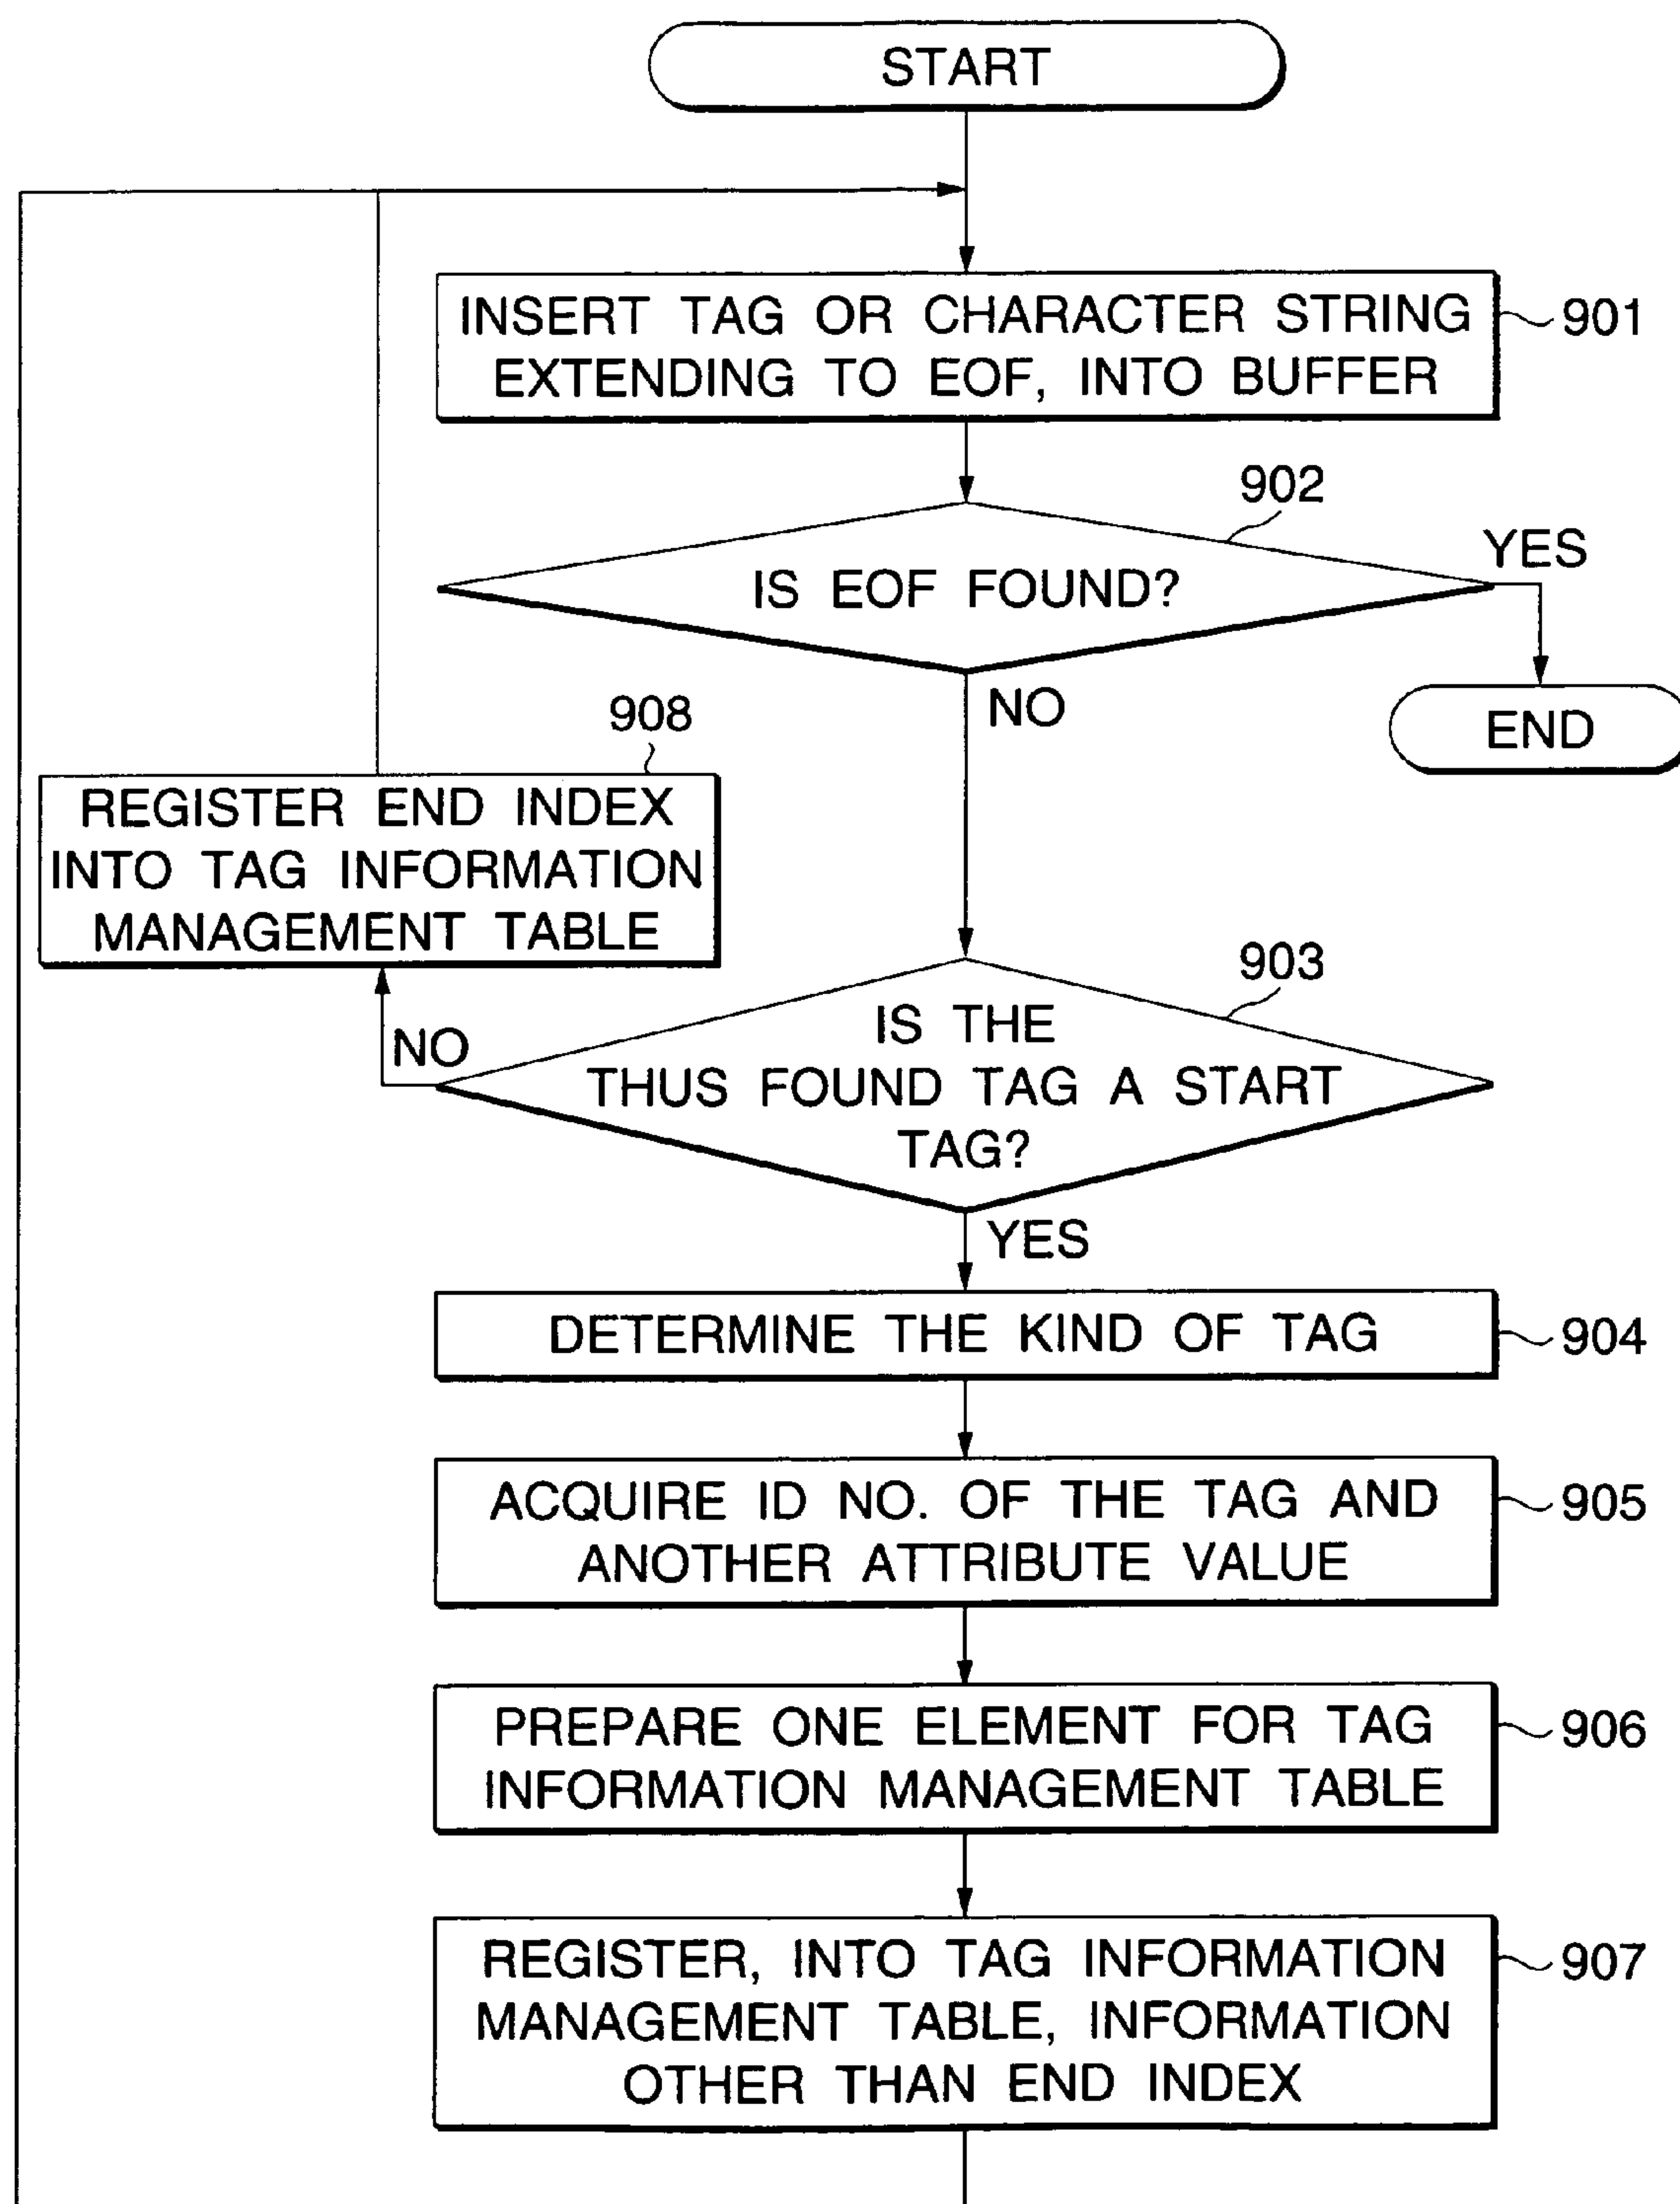 START
INSERT TAG OR CHARACTER STRING
EXTENDING TO EOF, INTO BUFFER
901
902
IS EOF FOUND?
YES
END
NO
908
REGISTER END INDEX
INTO TAG INFORMATION
MANAGEMENT TABLE
903
IS THE
THUS FOUND TAG A START
TAG?
NO
YES
DETERMINE THE KIND OF TAG
904
ACQUIRE ID NO. OF THE TAG AND
ANOTHER ATTRIBUTE VALUE
905
PREPARE ONE ELEMENT FOR TAG
INFORMATION MANAGEMENT TABLE
906
REGISTER, INTO TAG INFORMATION
MANAGEMENT TABLE, INFORMATION
OTHER THAN END INDEX
907